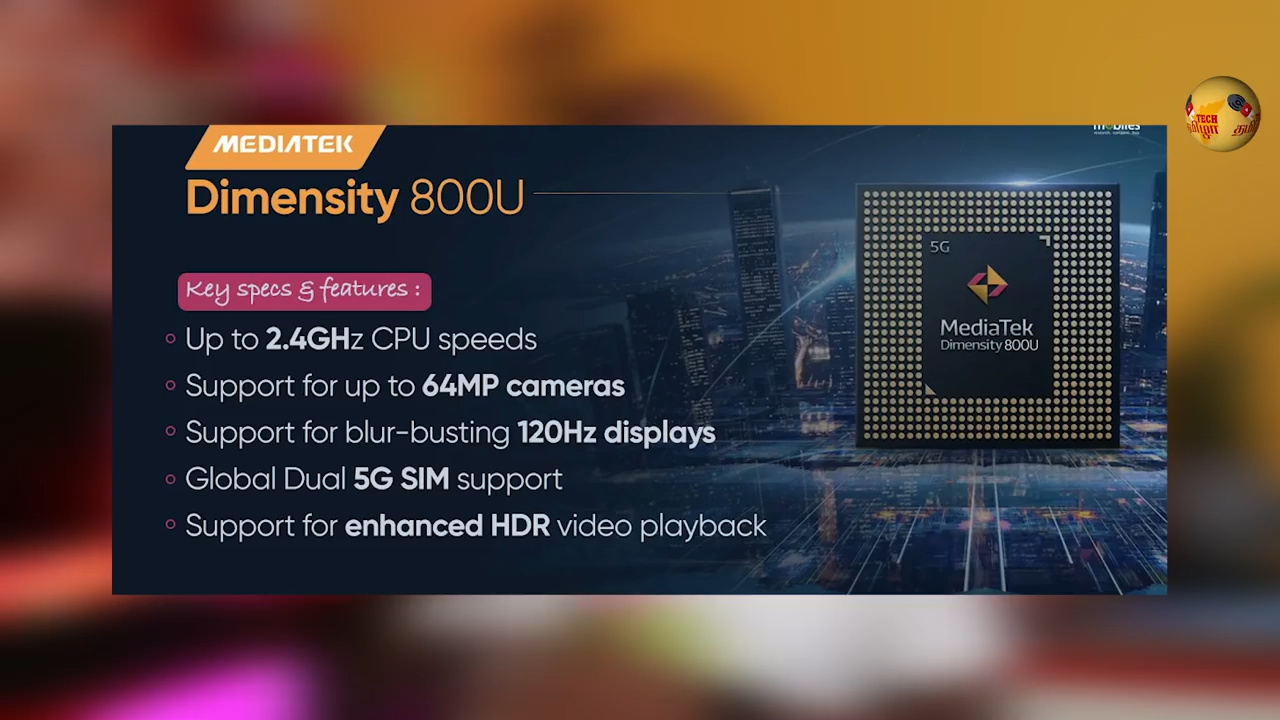 MEDIATEK
Dimensity 800U
Key specs & features :
Up to 2.4GHz CPU speeds
Support for up to 64MP cameras
Support for blur-busting 120Hz displays
Global Dual 5G SIM support
Support for enhanced HDR video playback
5G
MediaTek
Dimensity 800U
mobiles
TECH